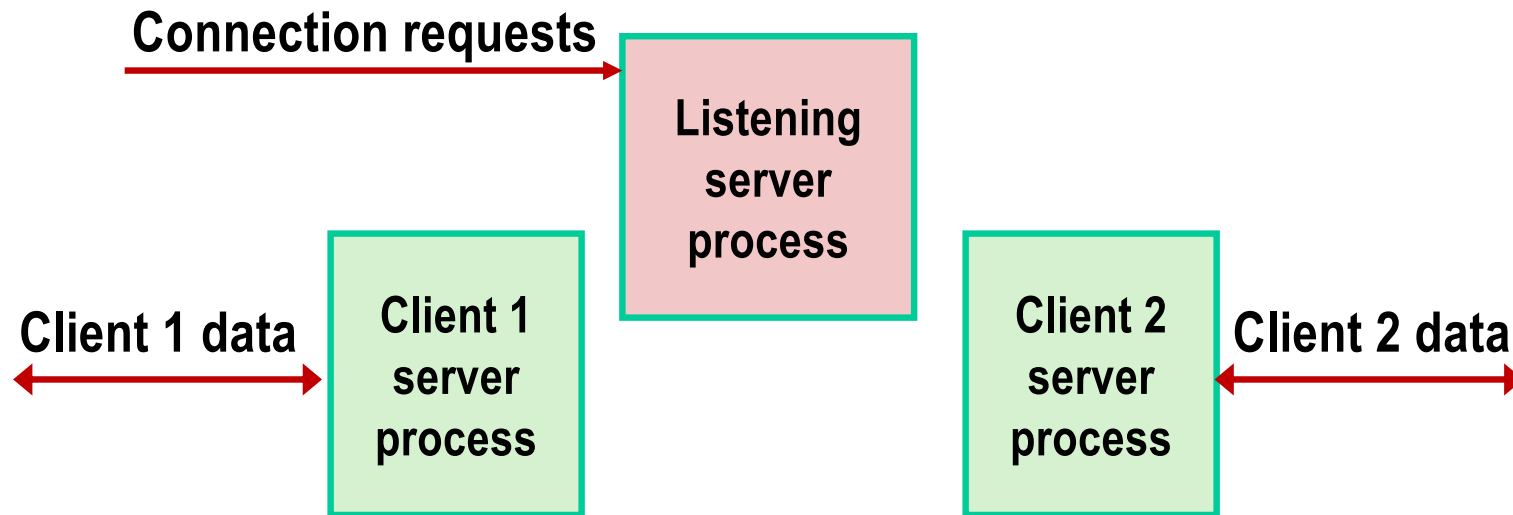 Connection requests
Listening
server
process
Client 1 data
Client 1
server
process
Client 2
server
process
Client 2 data